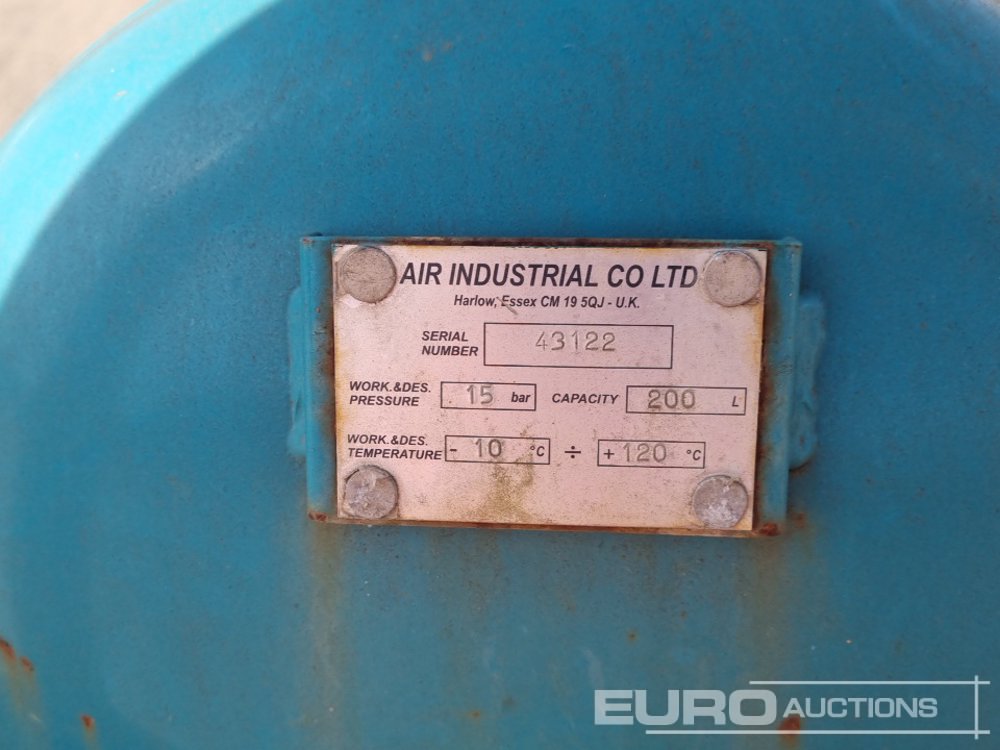 AIR INDUSTRIAL CO LTD
Harlow, Essex CM 19 5QJ - U.K.
SERIAL NUMBER 43122
WORK.&DES. PRESSURE 15 bar CAPACITY 200 L
WORK.&DES. TEMPERATURE - 10 °C ÷ + 120 °C
EURO AUCTIONS